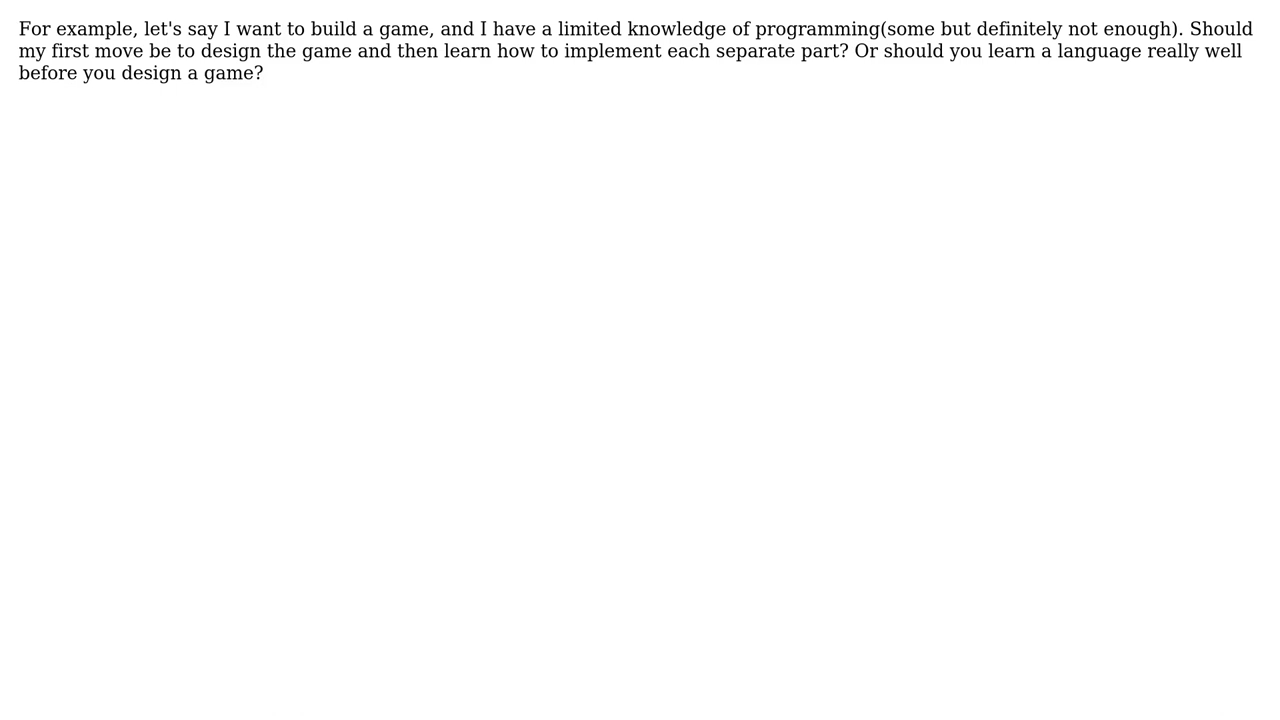 For example, let's say I want to build a game, and I have a limited knowledge of programming(some but definitely not enough). Should
my first move be to design the game and then learn how to implement each separate part? Or should you learn a language really well
before you design a game?